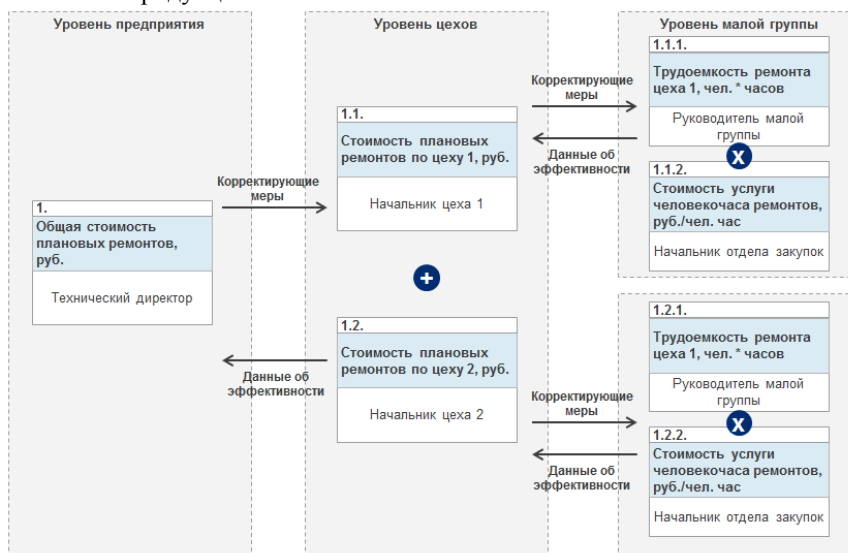 Уровень предприятия
Уровень цехов
Уровень малой группы
1.
Общая стоимость
плановых ремонтов,
руб.
Технический директор
Корректирующие
меры
Данные об
эффективности
1.1.
Стоимость плановых
ремонтов по цеху 1, руб.
Начальник цеха 1
+
1.2.
Стоимость плановых
ремонтов по цеху 2, руб.
Начальник цеха 2
Корректирующие
меры
Данные об
эффективности
Корректирующие
меры
Данные об
эффективности
1.1.1.
Трудоемкость ремонта
цеха 1, чел. * часов
Руководитель малой
группы
X
1.1.2.
Стоимость услуги
человекочаса ремонтов,
руб./чел. час
Начальник отдела закупок
1.2.1.
Трудоемкость ремонта
цеха 1, чел. * часов
Руководитель малой
группы
X
1.2.2.
Стоимость услуги
человекочаса ремонтов,
руб./чел. час
Начальник отдела закупок